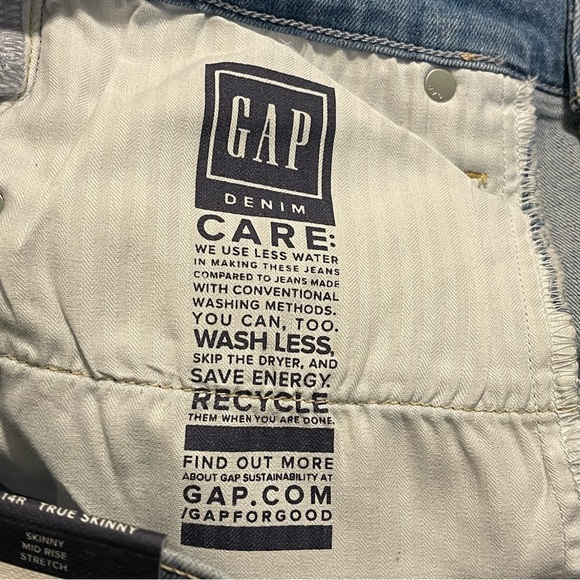 GAP
DENIM
CARE:
WE USE LESS WATER
IN MAKING THESE JEANS
COMPARED TO JEANS MADE
WITH CONVENTIONAL
WASHING METHODS.
YOU CAN, TOO.
WASH LESS,
SKIP THE DRYER, AND
SAVE ENERGY.
RECYCLE
THEM WHEN YOU ARE DONE.
FIND OUT MORE
ABOUT GAP SUSTAINABILITY AT
GAP.COM
/GAPFORGOOD
14R TRUE SKINNY
SKINNY
MID RISE
STRETCH